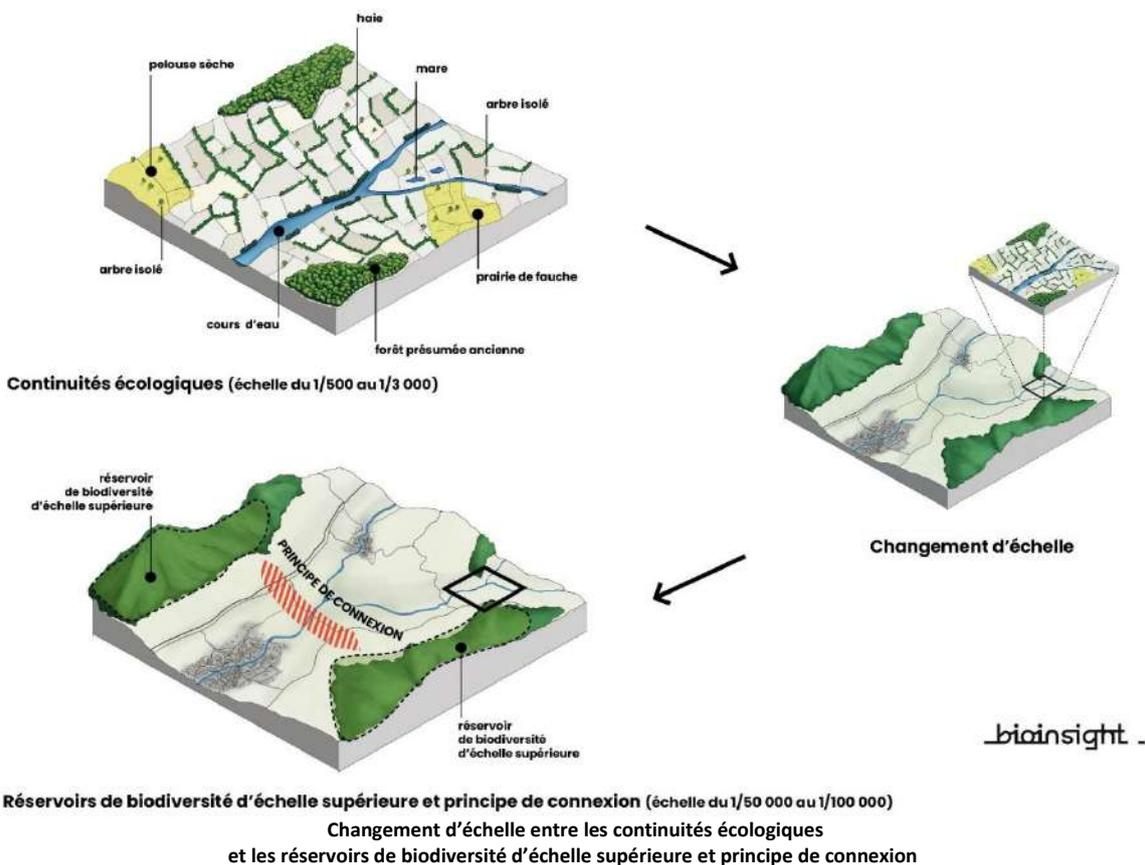 haie
pelouse sèche
mare
arbre isolé
arbre isolé
prairie de fauche
cours d'eau
forêt présumée ancienne
Continuités écologiques (échelle du 1/500 au 1/3 000)
Changement d'échelle
réservoir
de biodiversité
d'échelle supérieure
PRINCIPE DE CONNEXION
réservoir
de biodiversité
d'échelle supérieure
bioinsight
Réservoirs de biodiversité d'échelle supérieure et principe de connexion (échelle du 1/50 000 au 1/100 000)
Changement d'échelle entre les continuités écologiques
et les réservoirs de biodiversité d'échelle supérieure et principe de connexion